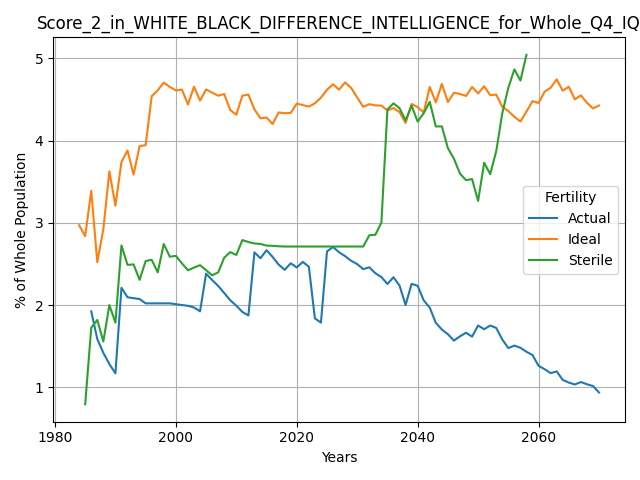 Score_2_in_WHITE_BLACK_DIFFERENCE_INTELLIGENCE_for_Whole_Q4_IQ
% of Whole Population
5
4
3
2
1
Fertility
Actual
Ideal
Sterile
1980 2000 2020 2040 2060
Years